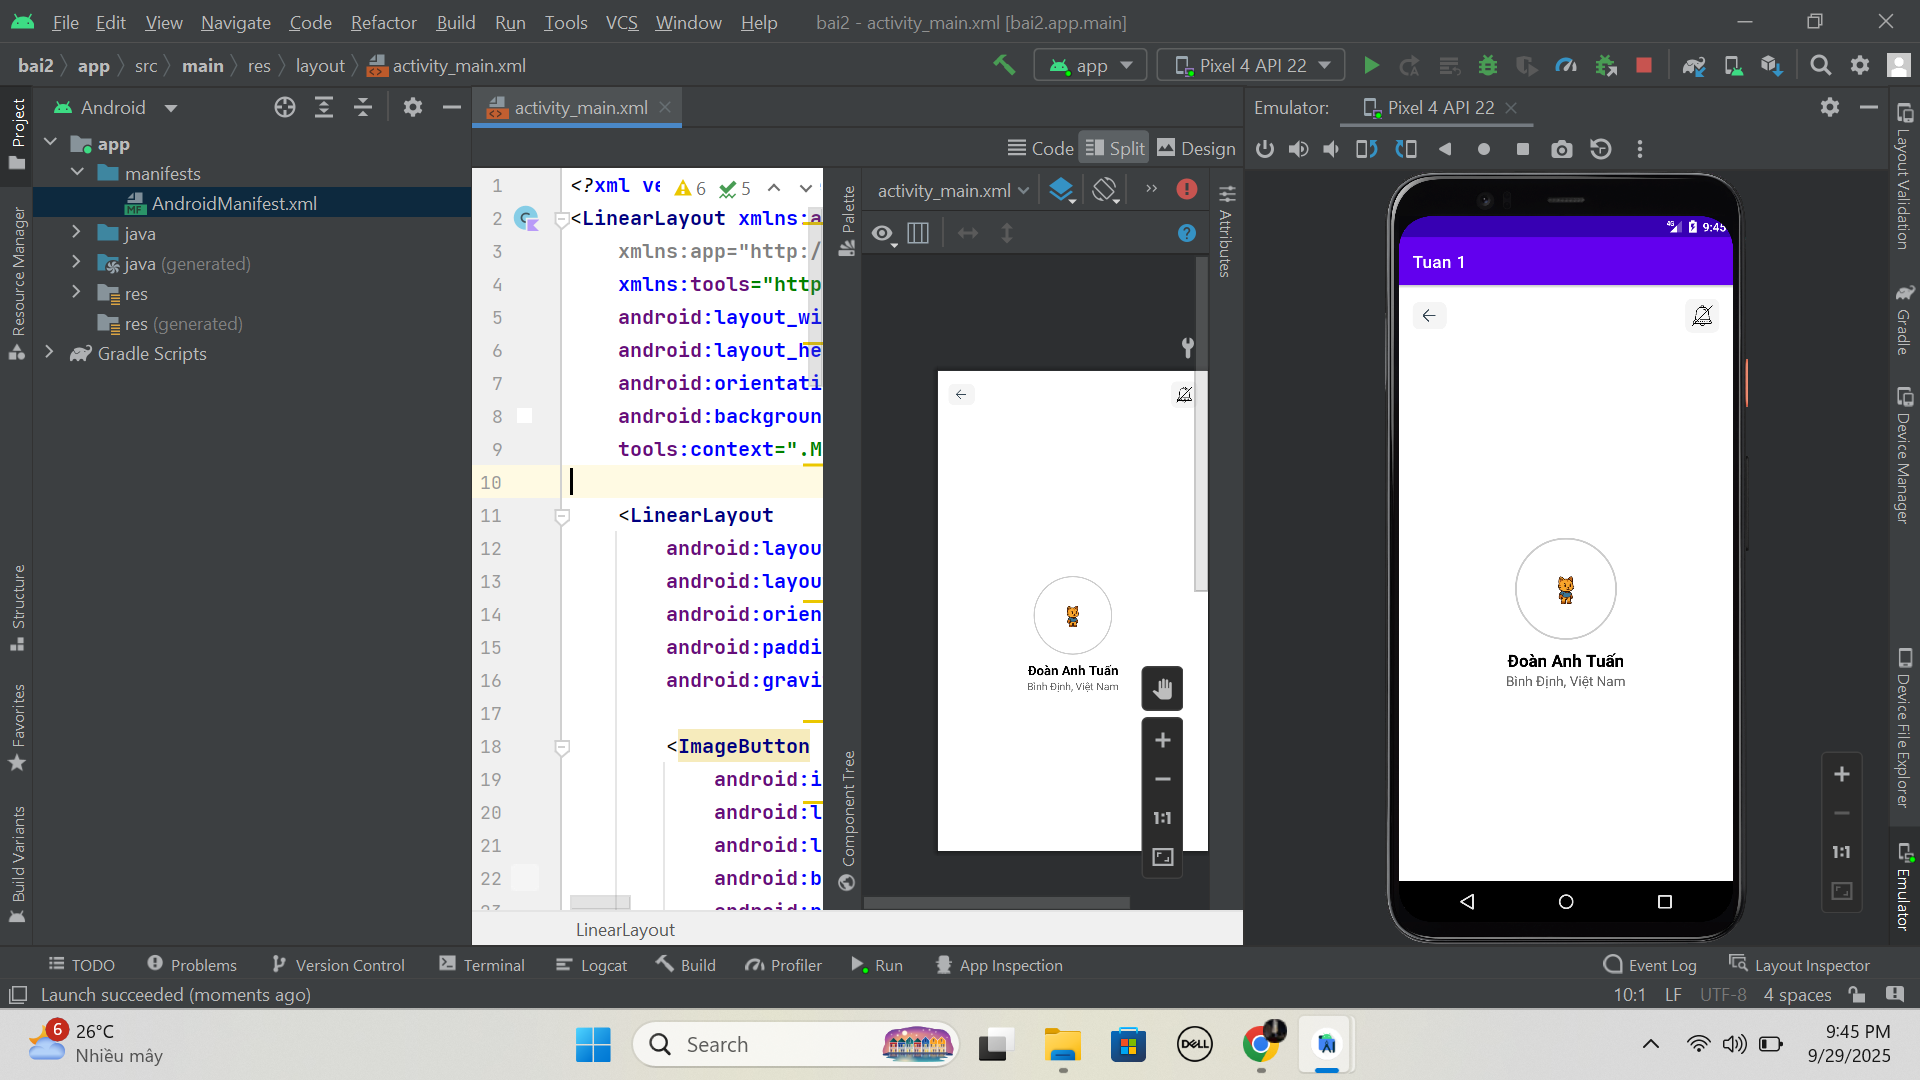 File Edit View Navigate Code Refactor Build Run Tools VCS Window Help bai2 - activity_main.xml [bai2.app.main]
bai2 app src main res layout activity_main.xml app Pixel 4 API 22
Project
Resource Manager
Structure
Favorites
Build Variants
Android
app
manifests
AndroidManifest.xml
java
java (generated)
res
res (generated)
Gradle Scripts
activity_main.xml
Code Split Design
6 5
1 <?xml ve
2 <LinearLayout xmlns:a
3 xmlns:app="http:/
4 xmlns:tools="http
5 android:layout_wi
6 android:layout_he
7 android:orientati
8 android:backgroun
9 tools:context=".M
10
11 <LinearLayout
12 android:layou
13 android:layou
14 android:orien
15 android:paddi
16 android:gravi
17
18 <ImageButton
19 android:i
20 android:l
21 android:l
22 android:b
LinearLayout
Palette
Component Tree
activity_main.xml
Attributes
Đoàn Anh Tuấn
Bình Định, Việt Nam
1:1
Emulator: Pixel 4 API 22
4G 9:45
Tuan 1
Đoàn Anh Tuấn
Bình Định, Việt Nam
1:1
Layout Validation
Gradle
Device Manager
Device File Explorer
Emulator
TODO Problems Version Control Terminal Logcat Build Profiler Run App Inspection Event Log Layout Inspector
Launch succeeded (moments ago) 10:1 LF UTF-8 4 spaces
6 26°C
Nhiều mây
Search
DELL
9:45 PM
9/29/2025